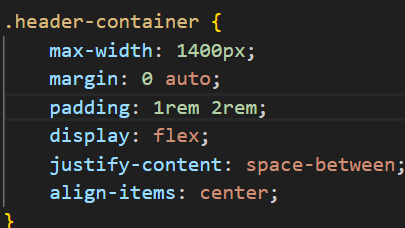 .header-container {
    max-width: 1400px;
    margin: 0 auto;
    padding: 1rem 2rem;
    display: flex;
    justify-content: space-between;
    align-items: center;
}